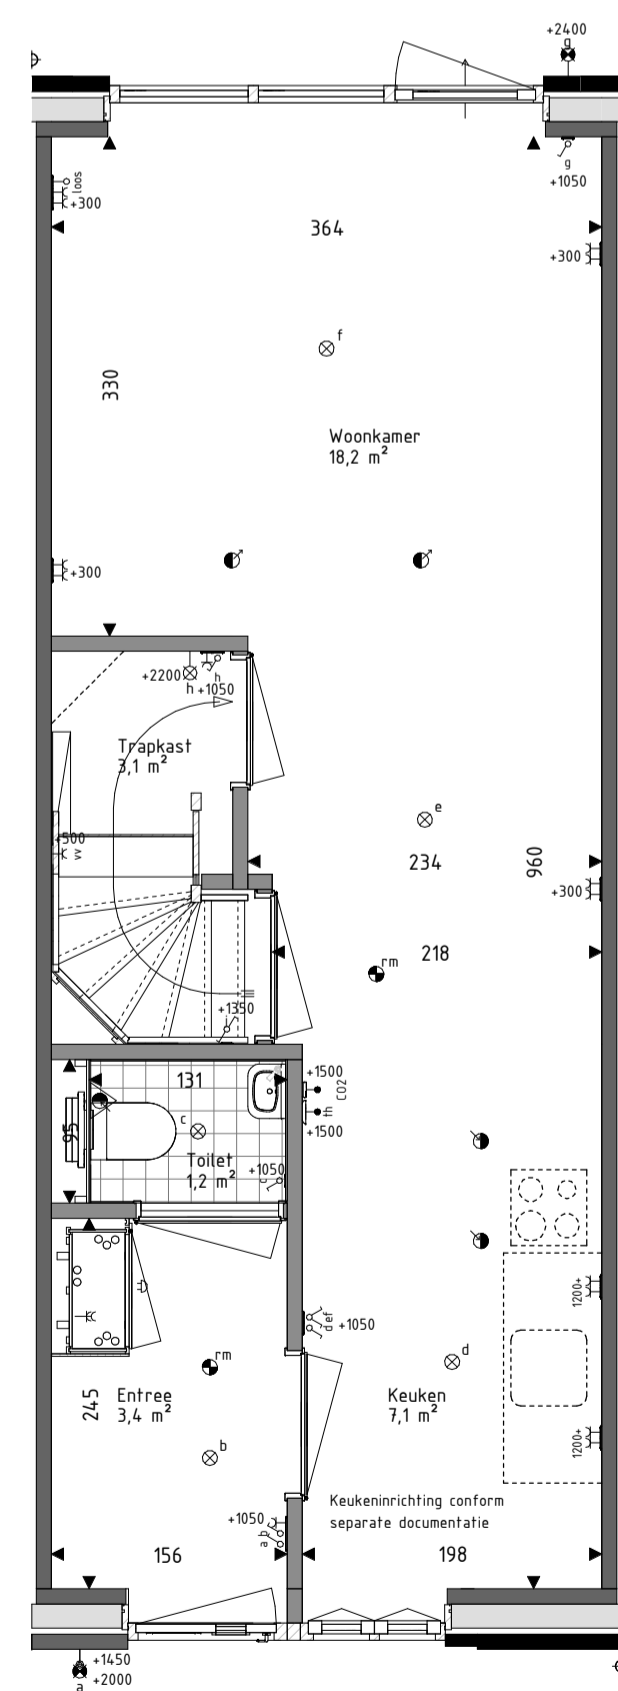 +2400
g
loos
+300
g
+1050
364
+300
f
330
Woonkamer
18,2 m²
+300
+2200
h
h
+1050
Trapkast
3,1 m²
e
+500
vv
234
960
+300
218
rm
+1350
131
+1500
CO2
th
+1500
95
c
Toilet
1,2 m²
+1050
c
1200+
def
+1050
rm
d
245
Entree
3,4 m²
Keuken
7,1 m²
b
1200+
Keukeninrichting conform
separate documentatie
+1050
a b
156
198
+1450
+2000
a